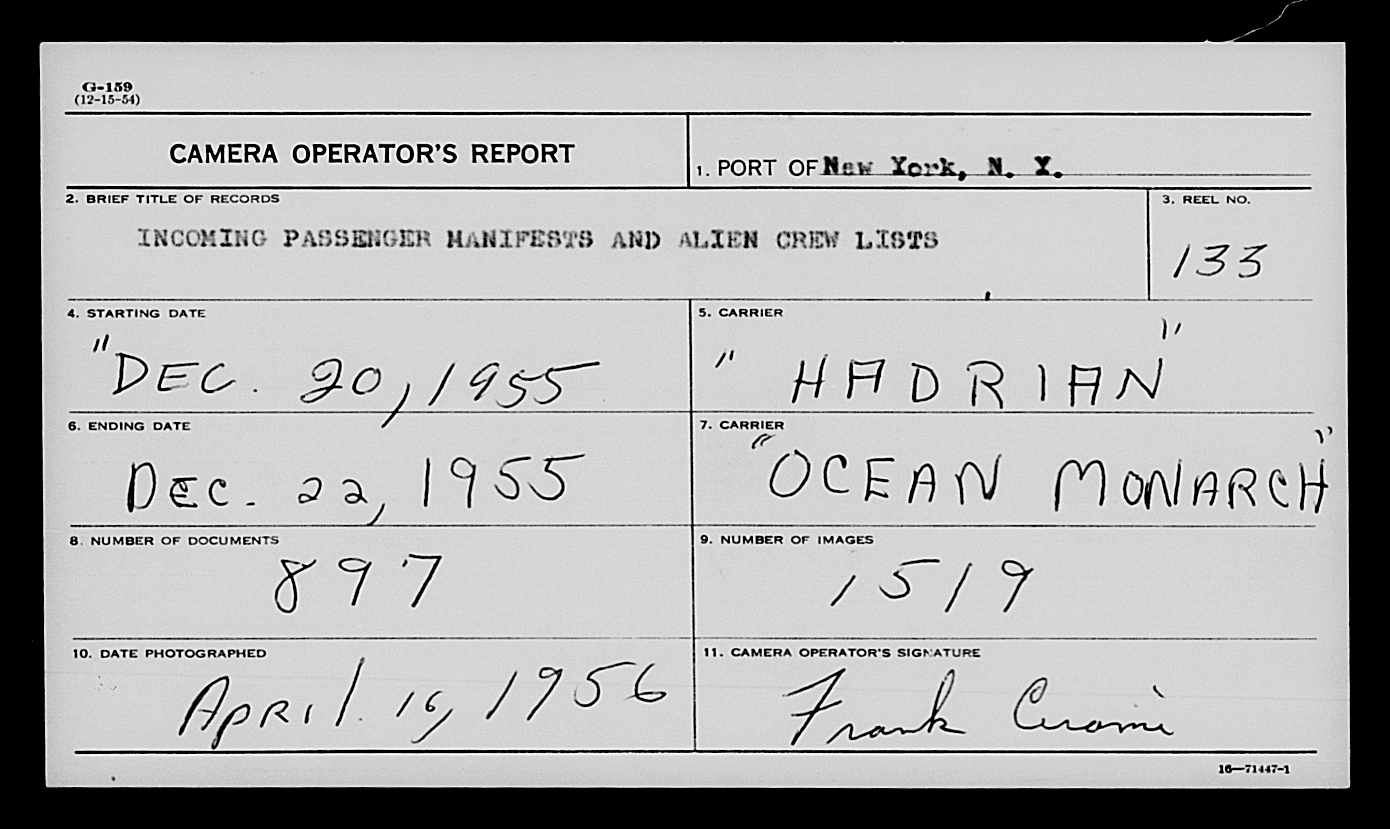 G-159
(12-15-54)
CAMERA OPERATOR'S REPORT
1. PORT OF New York, N. Y.
2. BRIEF TITLE OF RECORDS
INCOMING PASSENGER MANIFESTS AND ALIEN CREW LISTS
3. REEL NO.
133
4. STARTING DATE
"DEC. 20, 1955
5. CARRIER
"HADRIAN"
6. ENDING DATE
DEC. 22, 1955
7. CARRIER
"OCEAN MONARCH"
8. NUMBER OF DOCUMENTS
897
9. NUMBER OF IMAGES
1519
10. DATE PHOTOGRAPHED
APRil 16, 1956
11. CAMERA OPERATOR'S SIGNATURE
Frank Cerami
16—71447-1